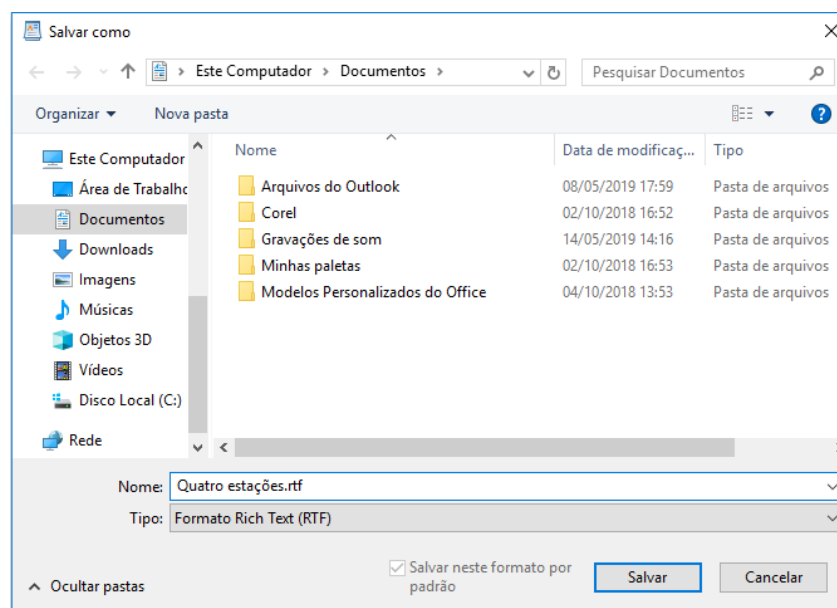 Salvar como
Este Computador > Documentos >
Pesquisar Documentos
Organizar Nova pasta
Nome Data de modificaç... Tipo
Este Computador
Área de Trabalho
Documentos
Downloads
Imagens
Músicas
Objetos 3D
Vídeos
Disco Local (C:)
Rede
Arquivos do Outlook 08/05/2019 17:59 Pasta de arquivos
Corel 02/10/2018 16:52 Pasta de arquivos
Gravações de som 14/05/2019 14:16 Pasta de arquivos
Minhas paletas 02/10/2018 16:53 Pasta de arquivos
Modelos Personalizados do Office 04/10/2018 13:53 Pasta de arquivos
Nome: Quatro estações.rtf
Tipo: Formato Rich Text (RTF)
Ocultar pastas
Salvar neste formato por
padrão
Salvar Cancelar